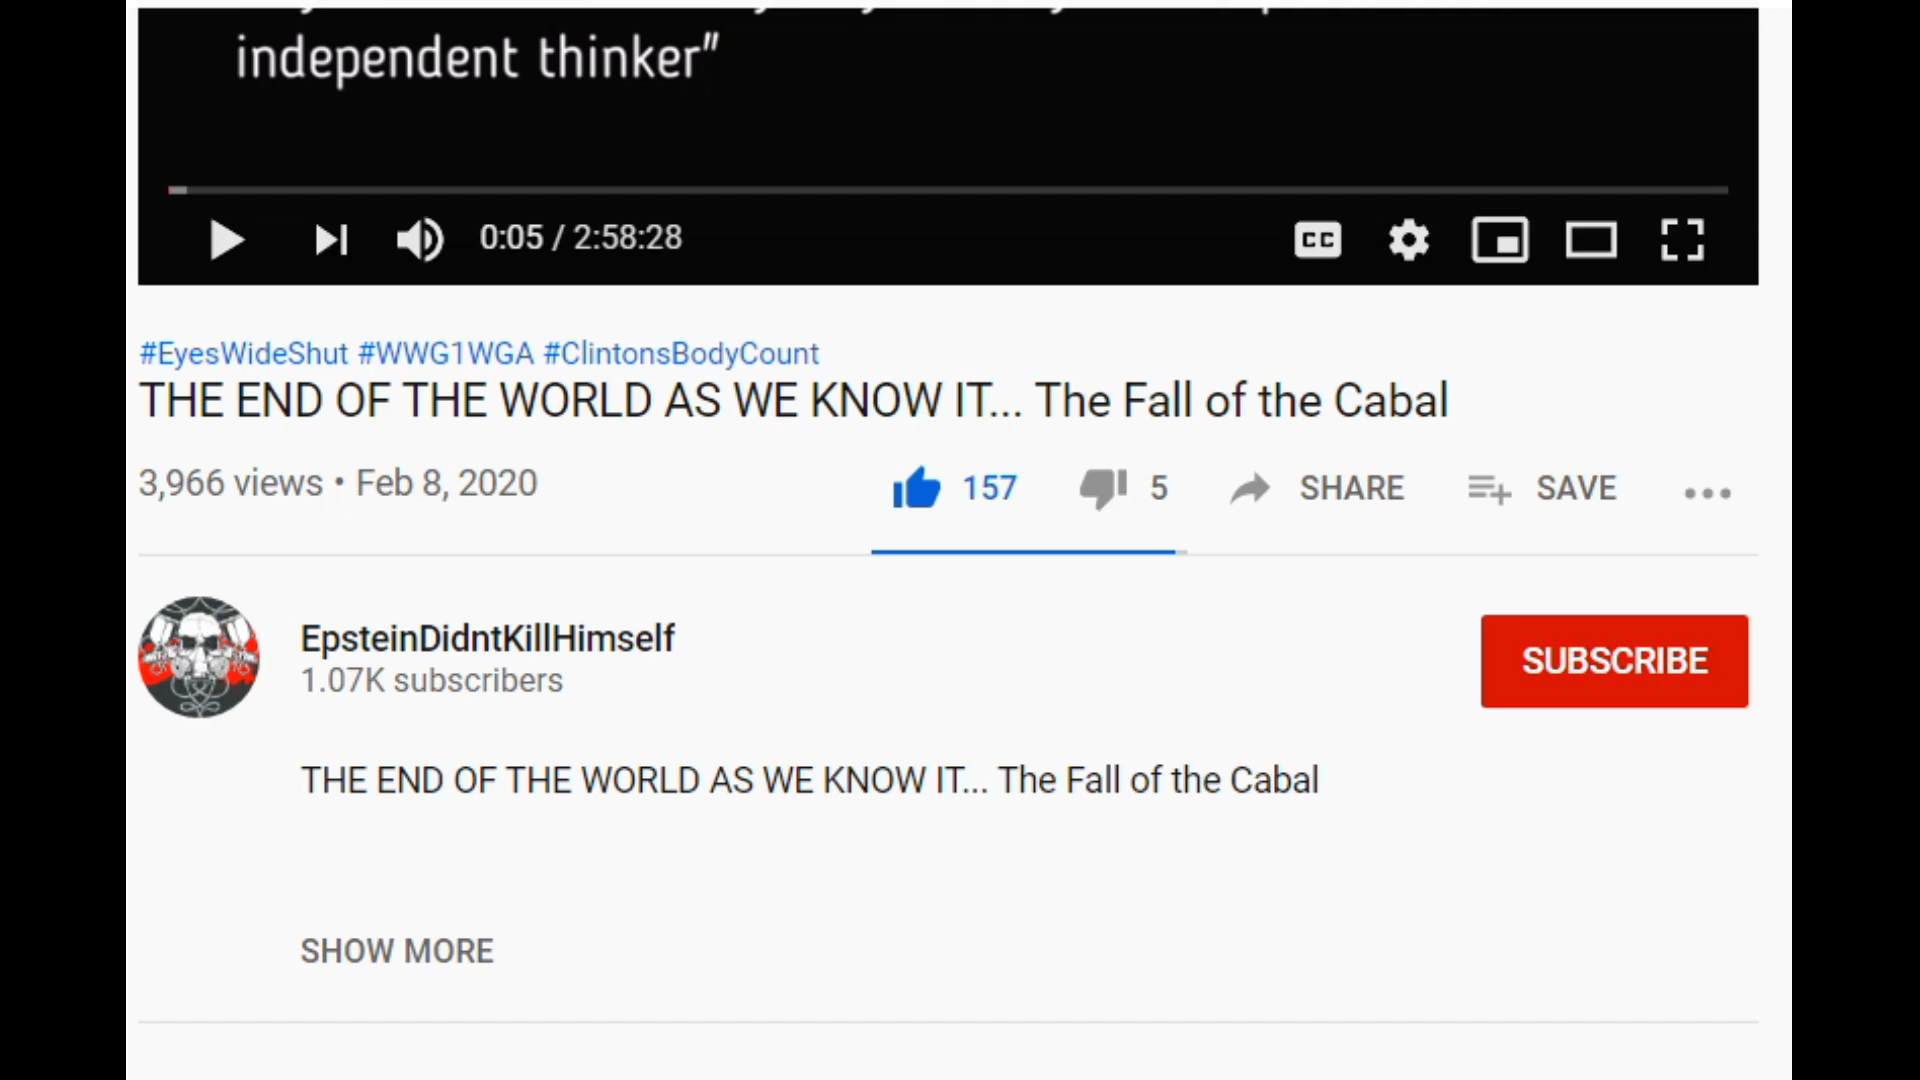 independent thinker"
0:05 / 2:58:28
CC
#EyesWideShut #WWG1WGA #ClintonsBodyCount
THE END OF THE WORLD AS WE KNOW IT... The Fall of the Cabal
3,966 views • Feb 8, 2020
157
5
SHARE
SAVE
EpsteinDidntKillHimself
1.07K subscribers
SUBSCRIBE
THE END OF THE WORLD AS WE KNOW IT... The Fall of the Cabal
SHOW MORE